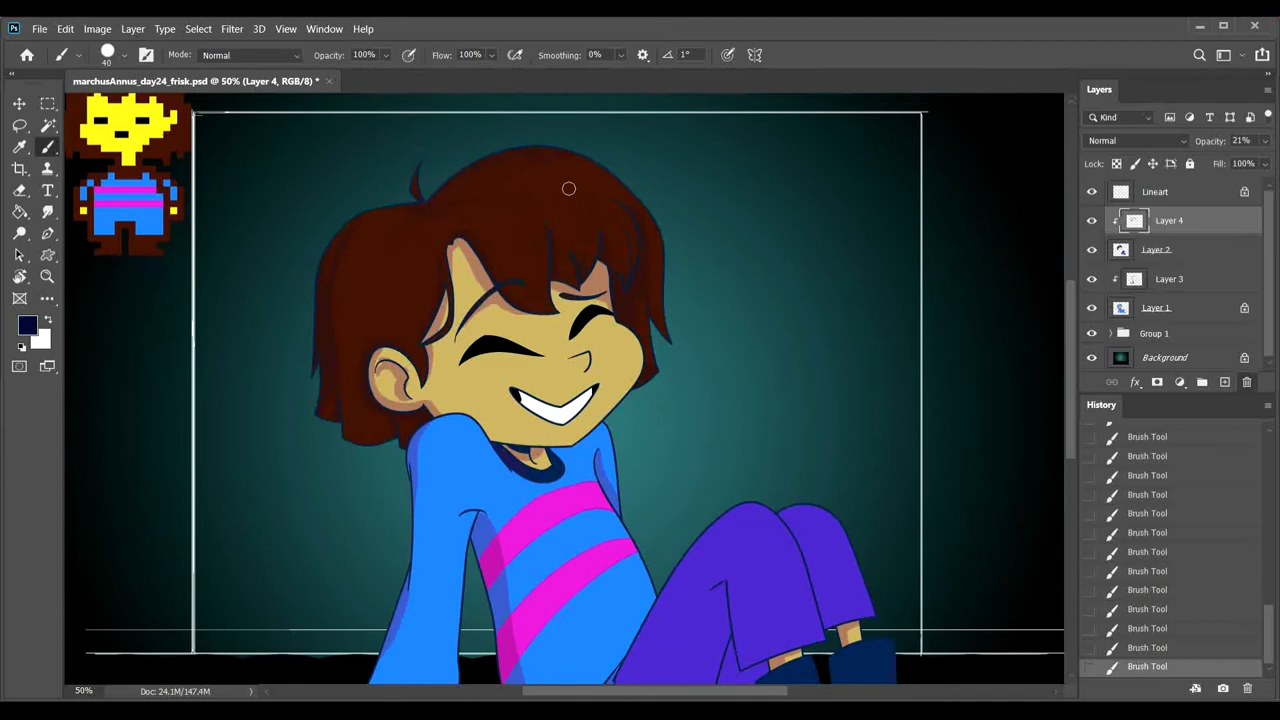 Ps File Edit Image Layer Type Select Filter 3D View Window Help
40 Mode: Normal Opacity: 100% Flow: 100% Smoothing: 0% 1°
marchusAnnus_day24_frisk.psd @ 50% (Layer 4, RGB/8) *
Layers
Kind
Normal Opacity: 21%
Lock: Fill: 100%
Lineart
Layer 4
Layer 2
Layer 3
Layer 1
Group 1
Background
fx
History
Brush Tool
Brush Tool
Brush Tool
Brush Tool
Brush Tool
Brush Tool
Brush Tool
Brush Tool
Brush Tool
Brush Tool
Brush Tool
Brush Tool
Brush Tool
50% Doc: 24.1M/147.4M